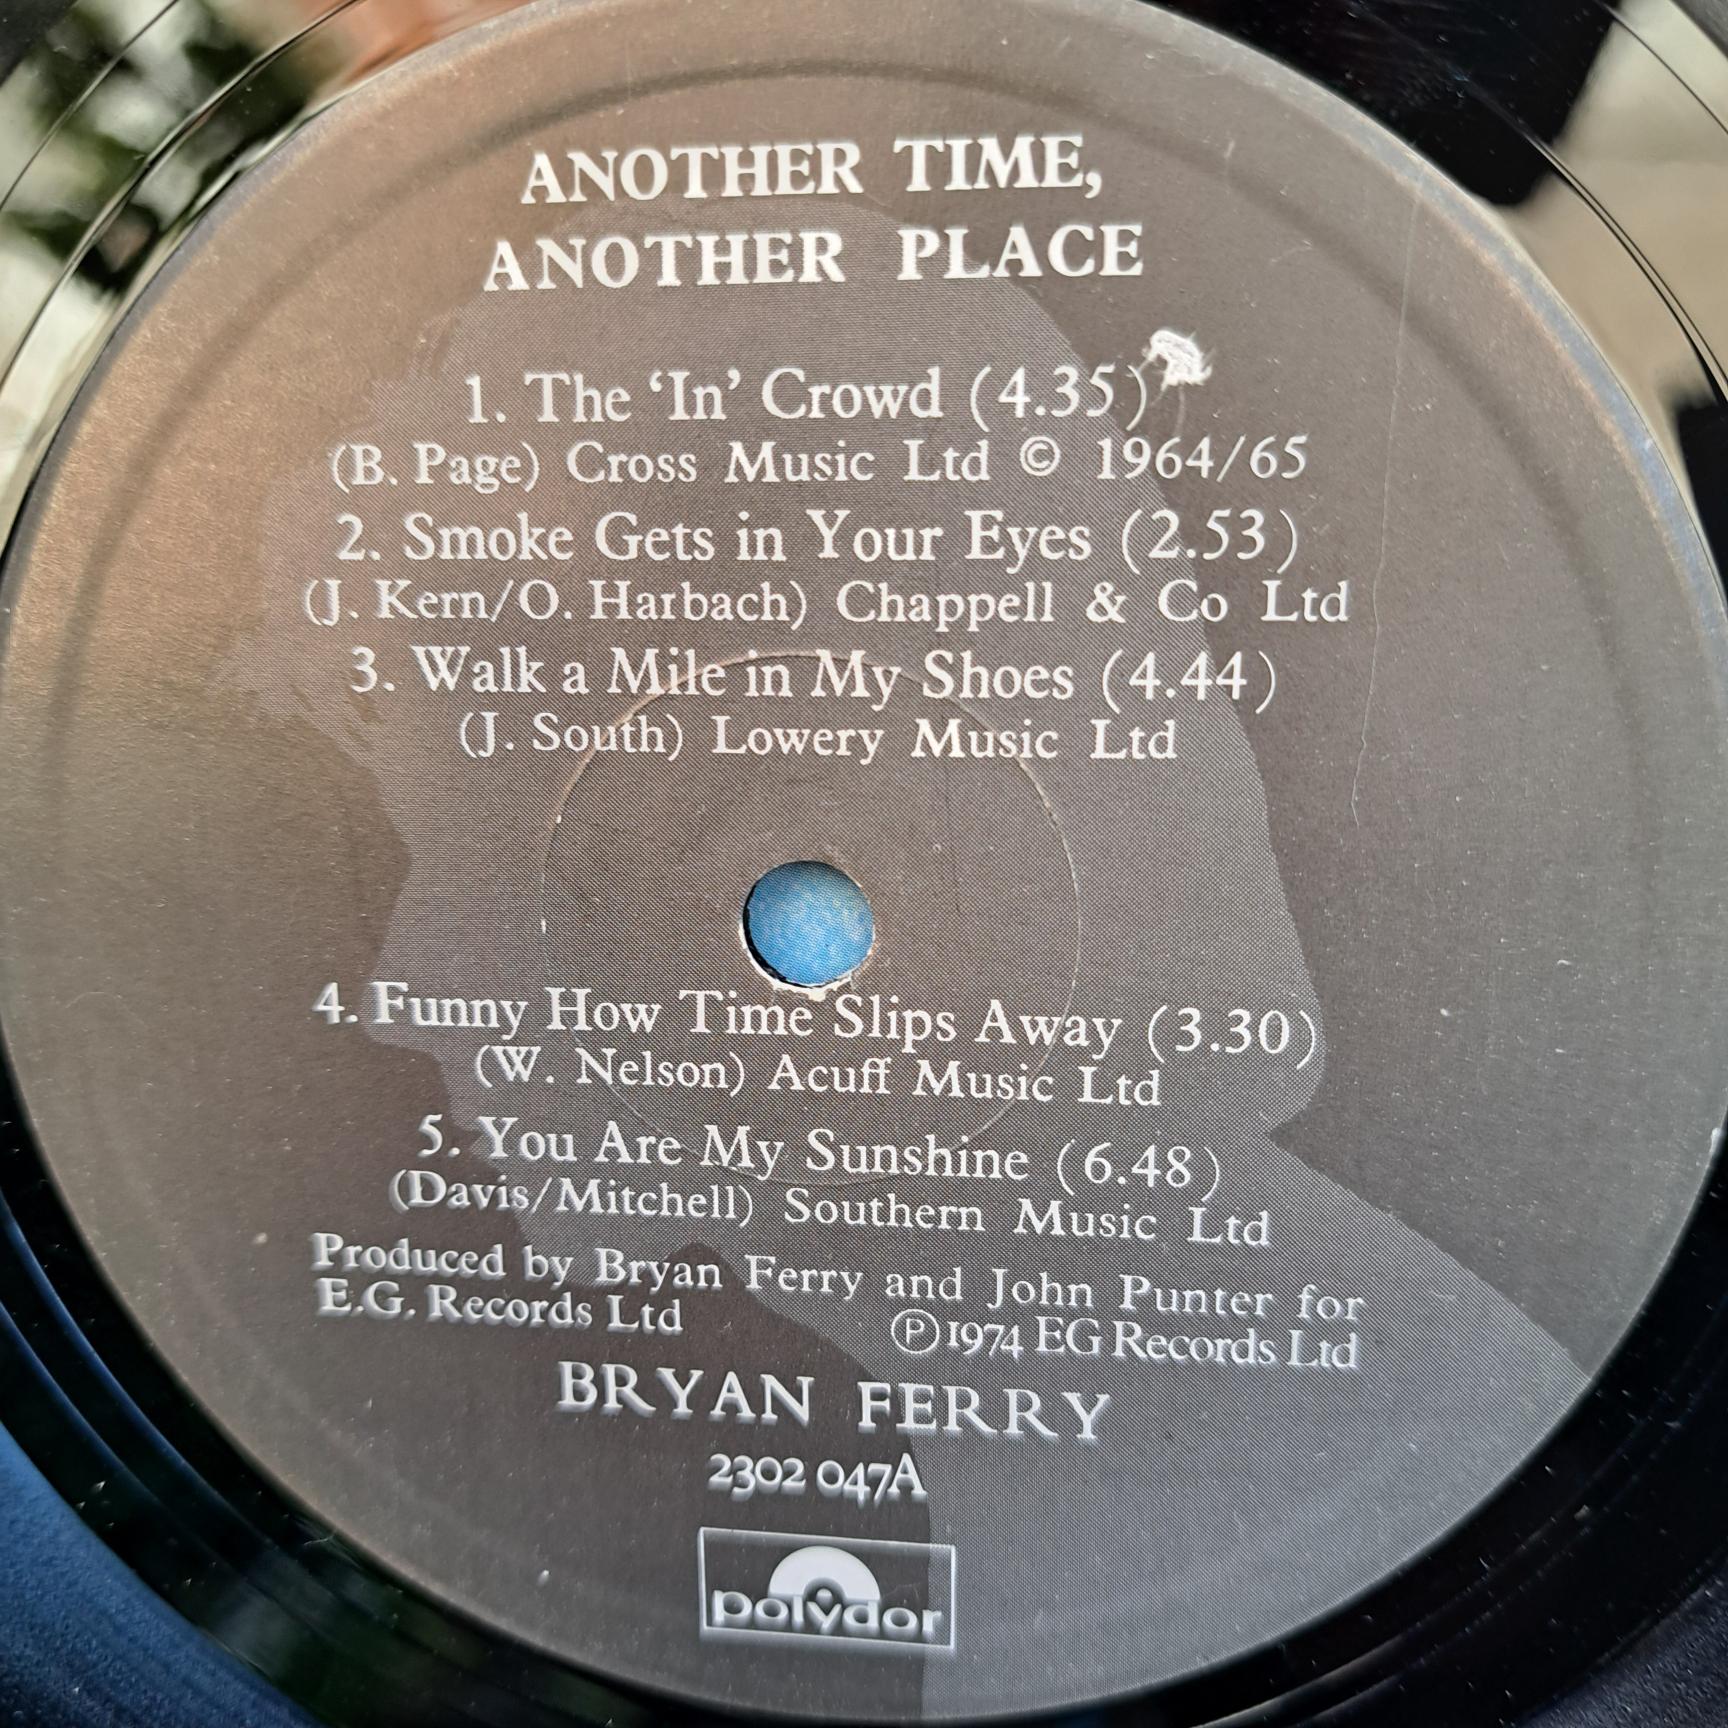 ANOTHER TIME,
ANOTHER PLACE
1. The ‘In’ Crowd (4.35)
(B. Page) Cross Music Ltd © 1964/65
2. Smoke Gets in Your Eyes (2.53)
(J. Kern/O. Harbach) Chappell & Co Ltd
3. Walk a Mile in My Shoes (4.44)
(J. South) Lowery Music Ltd
4. Funny How Time Slips Away (3.30)
(W. Nelson) Acuff Music Ltd
5. You Are My Sunshine (6.48)
(Davis/Mitchell) Southern Music Ltd
Produced by Bryan Ferry and John Punter for
E.G. Records Ltd ℗1974 EG Records Ltd
BRYAN FERRY
2302 047A
polydor